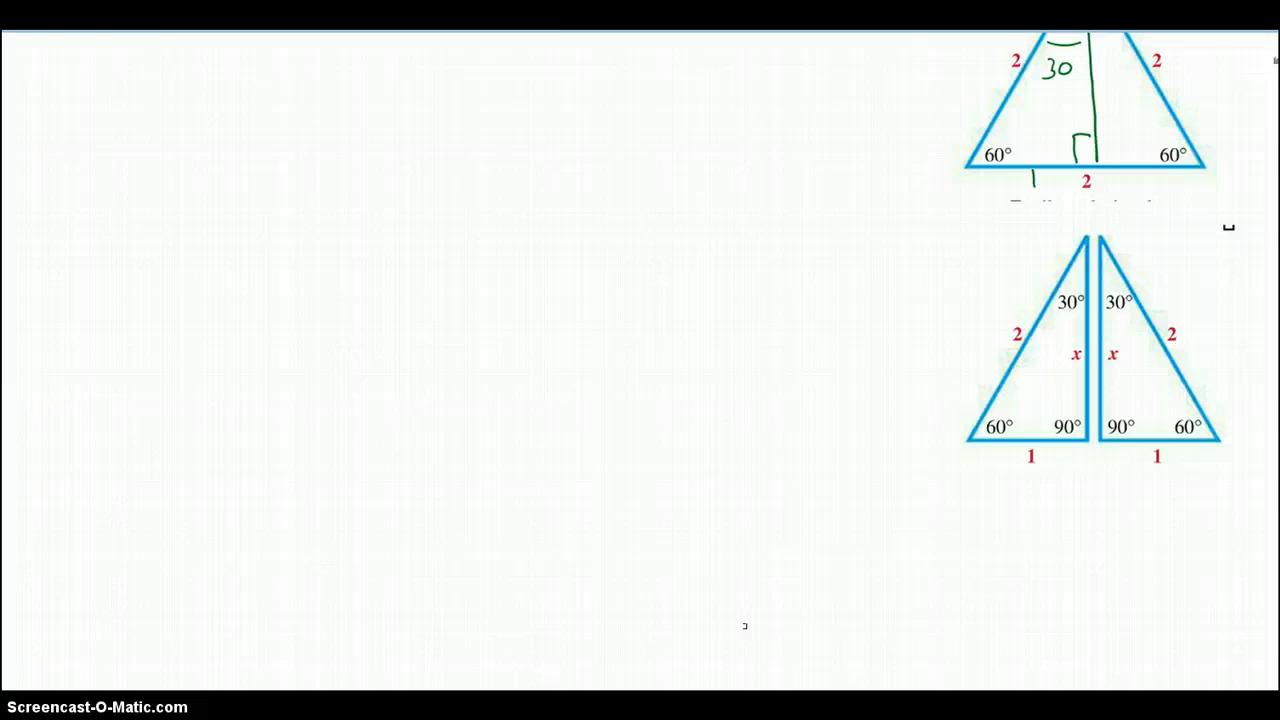 2 2
30
60° 60°
1 2
30° 30°
2 x x 2
60° 90° 90° 60°
1 1
Screencast-O-Matic.com